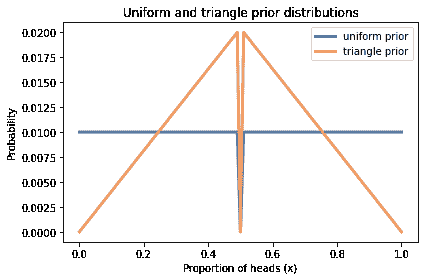 Uniform and triangle prior distributions
uniform prior
triangle prior
Probability
0.0200
0.0175
0.0150
0.0125
0.0100
0.0075
0.0050
0.0025
0.0000
0.0 0.2 0.4 0.6 0.8 1.0
Proportion of heads (x)